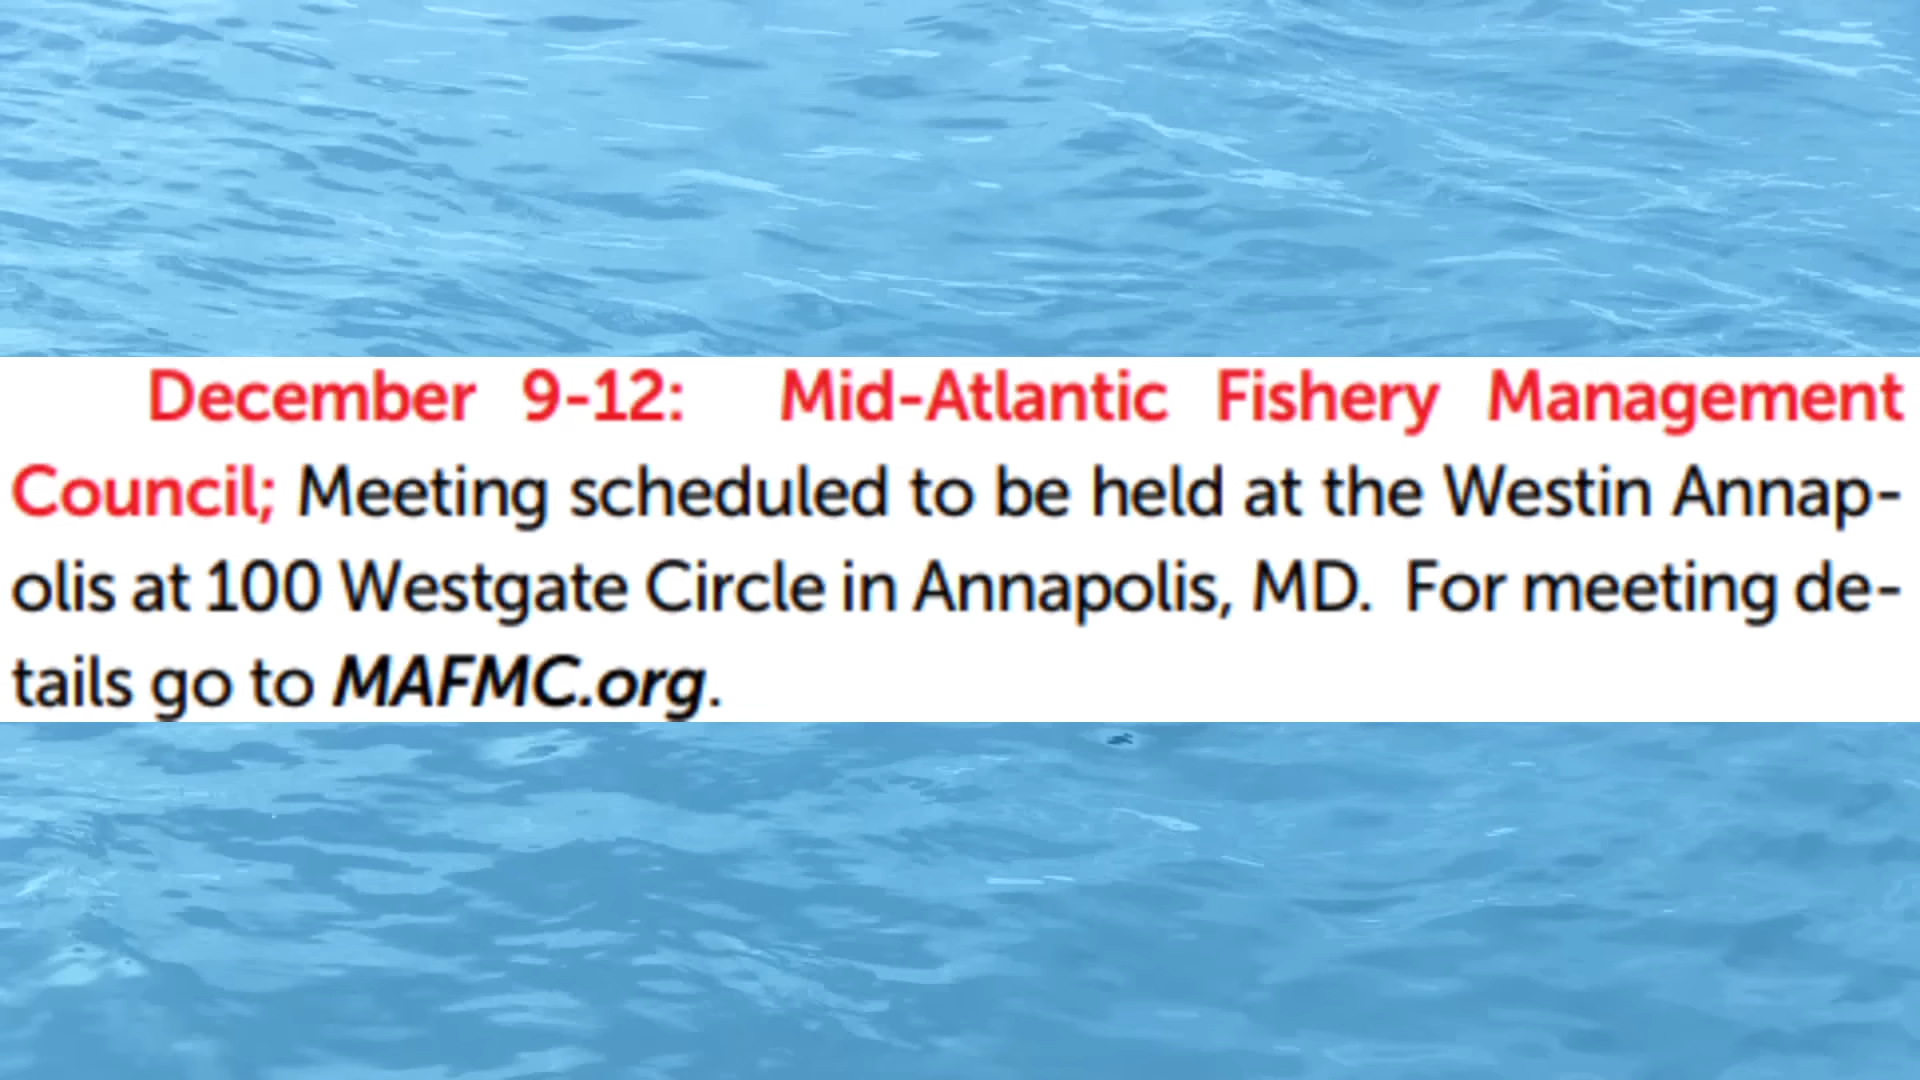 December 9-12: Mid-Atlantic Fishery Management
Council; Meeting scheduled to be held at the Westin Annap-
olis at 100 Westgate Circle in Annapolis, MD. For meeting de-
tails go to MAFMC.org.